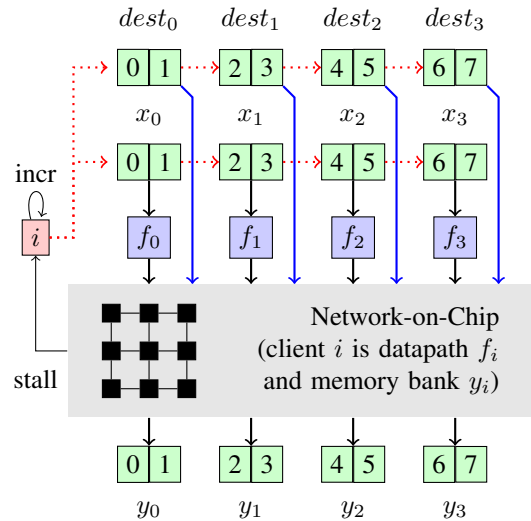 dest₀ dest₁ dest₂ dest₃
0 1 2 3 4 5 6 7
x₀ x₁ x₂ x₃
0 1 2 3 4 5 6 7
incr
i f₀ f₁ f₂ f₃
Network-on-Chip
(client i is datapath fᵢ
and memory bank yᵢ)
stall
0 1 2 3 4 5 6 7
y₀ y₁ y₂ y₃